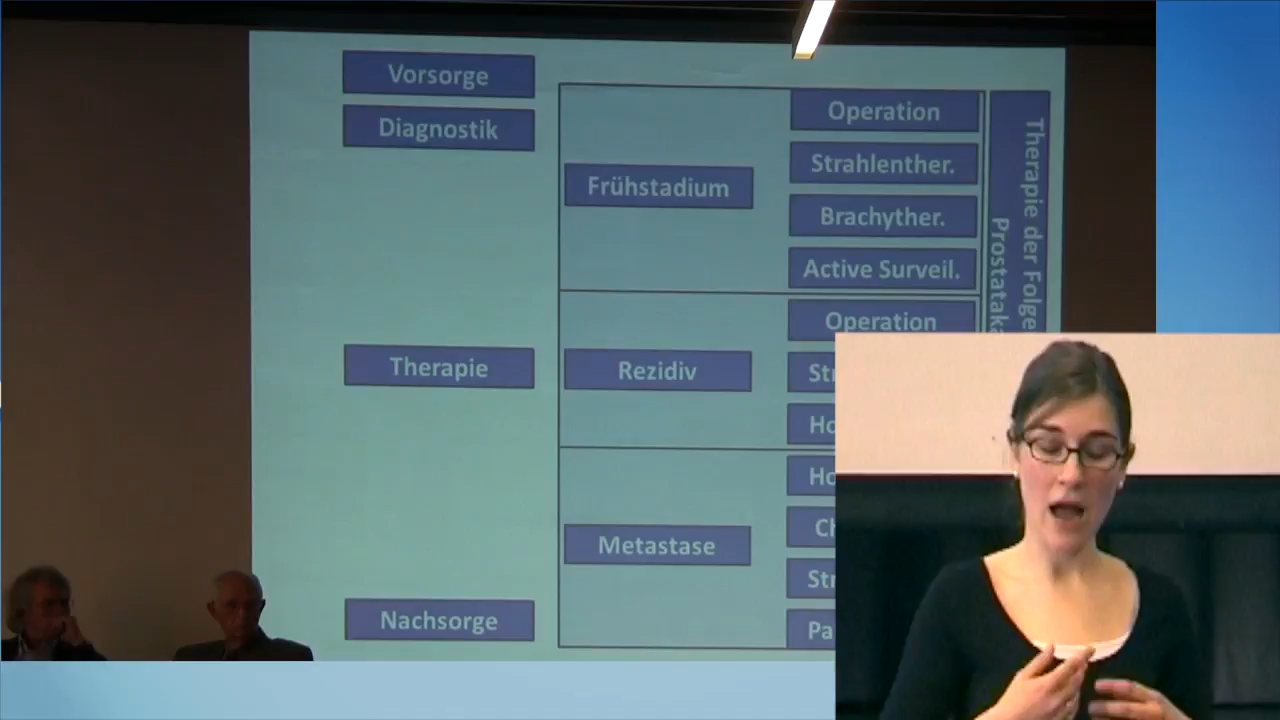 Vorsorge
Diagnostik
Therapie
Nachsorge
Frühstadium
Rezidiv
Metastase
Operation
Strahlenther.
Brachyther.
Active Surveil.
Operation
Therapie der Folge